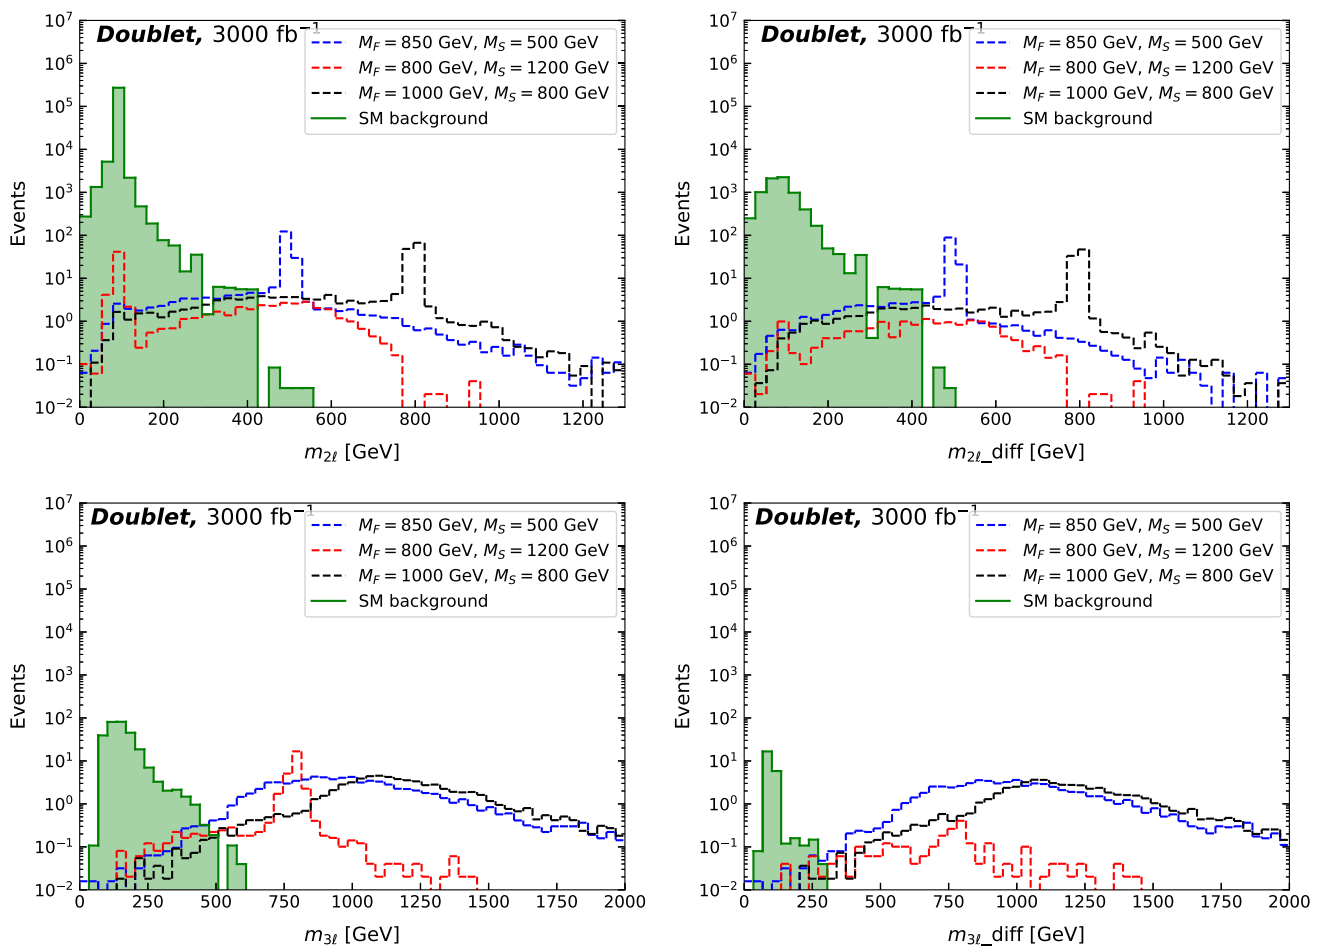 Doublet, 3000 fb⁻¹
M_F = 850 GeV, M_S = 500 GeV
M_F = 800 GeV, M_S = 1200 GeV
M_F = 1000 GeV, M_S = 800 GeV
SM background
Events
10⁷
10⁶
10⁵
10⁴
10³
10²
10¹
10⁰
10⁻¹
10⁻²
0 200 400 600 800 1000 1200
m_2ℓ [GeV]
Doublet, 3000 fb⁻¹
M_F = 850 GeV, M_S = 500 GeV
M_F = 800 GeV, M_S = 1200 GeV
M_F = 1000 GeV, M_S = 800 GeV
SM background
Events
10⁷
10⁶
10⁵
10⁴
10³
10²
10¹
10⁰
10⁻¹
10⁻²
0 200 400 600 800 1000 1200
m_2ℓ_diff [GeV]
Doublet, 3000 fb⁻¹
M_F = 850 GeV, M_S = 500 GeV
M_F = 800 GeV, M_S = 1200 GeV
M_F = 1000 GeV, M_S = 800 GeV
SM background
Events
10⁷
10⁶
10⁵
10⁴
10³
10²
10¹
10⁰
10⁻¹
10⁻²
0 250 500 750 1000 1250 1500 1750 2000
m_3ℓ [GeV]
Doublet, 3000 fb⁻¹
M_F = 850 GeV, M_S = 500 GeV
M_F = 800 GeV, M_S = 1200 GeV
M_F = 1000 GeV, M_S = 800 GeV
SM background
Events
10⁷
10⁶
10⁵
10⁴
10³
10²
10¹
10⁰
10⁻¹
10⁻²
0 250 500 750 1000 1250 1500 1750 2000
m_3ℓ_diff [GeV]